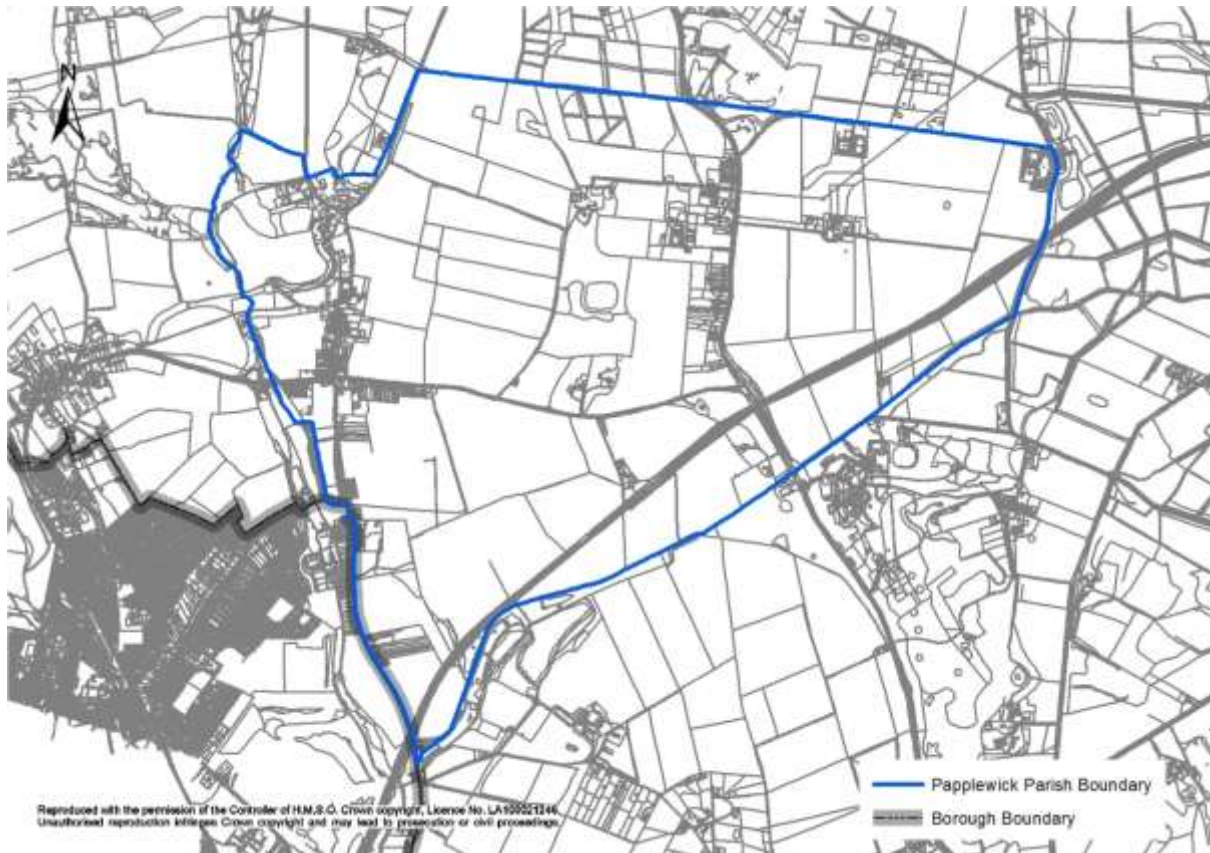 N
Papplewick Parish Boundary
Borough Boundary
Reproduced with the permission of the Controller of H.M.S.O. Crown copyright, Licence No. LA100021246.
Unauthorised reproduction infringes Crown copyright and may lead to prosecution or civil proceedings.